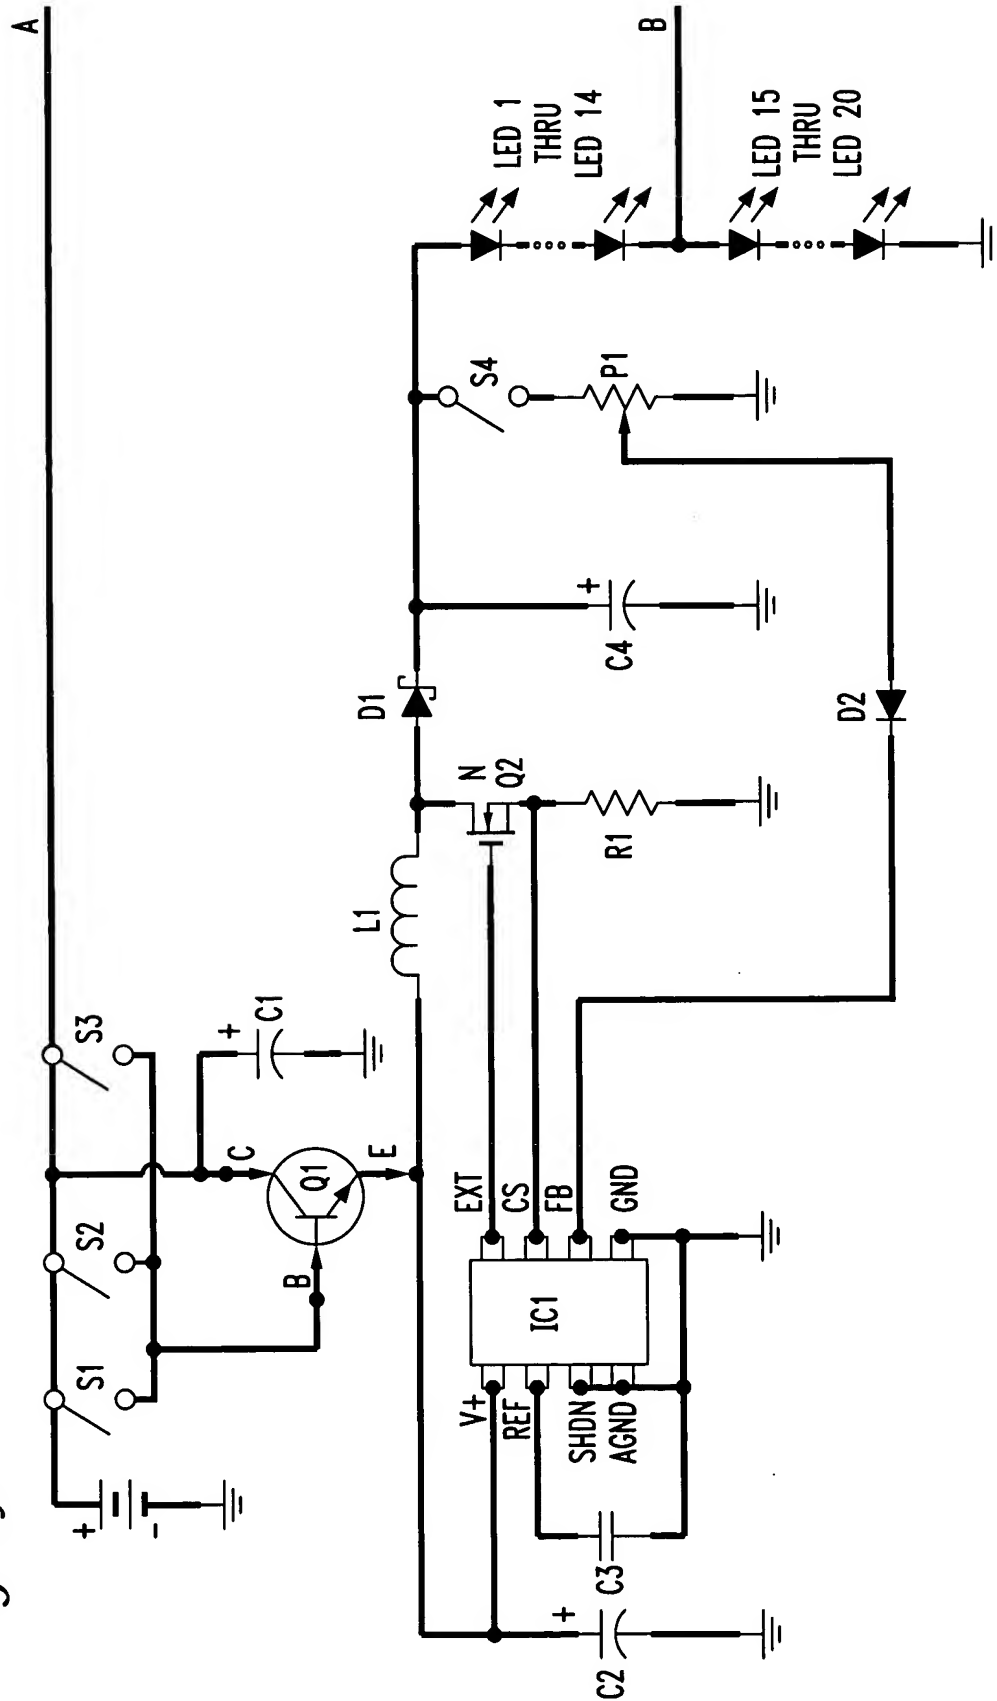 A
S1
S2
S3
+
-
C
B
Q1
E
+
C1
L1
D1
N
Q2
+
C4
S4
P1
LED 1
THRU
LED 14
B
LED 15
THRU
LED 20
V+
REF
SHDN
AGND
IC1
EXT
CS
FB
GND
R1
D2
+
C2
C3